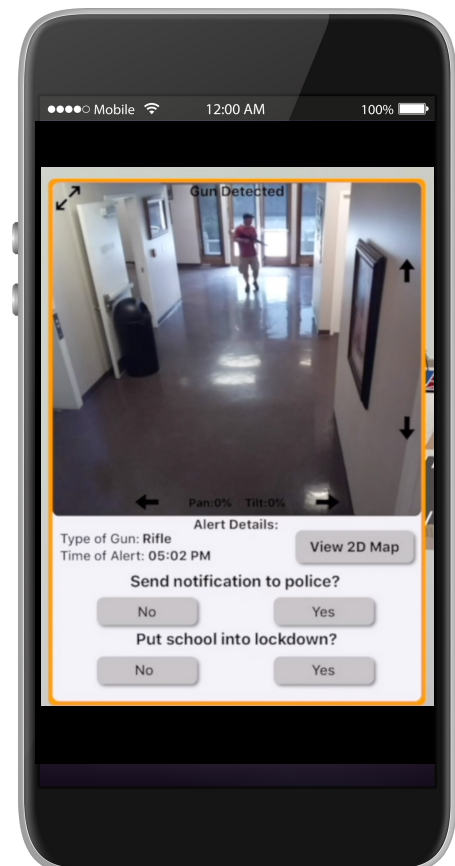 Mobile 12:00 AM 100%
Gun Detected
Pan:0% Tilt:0%
Alert Details:
Type of Gun: Rifle
Time of Alert: 05:02 PM
View 2D Map
Send notification to police?
No Yes
Put school into lockdown?
No Yes